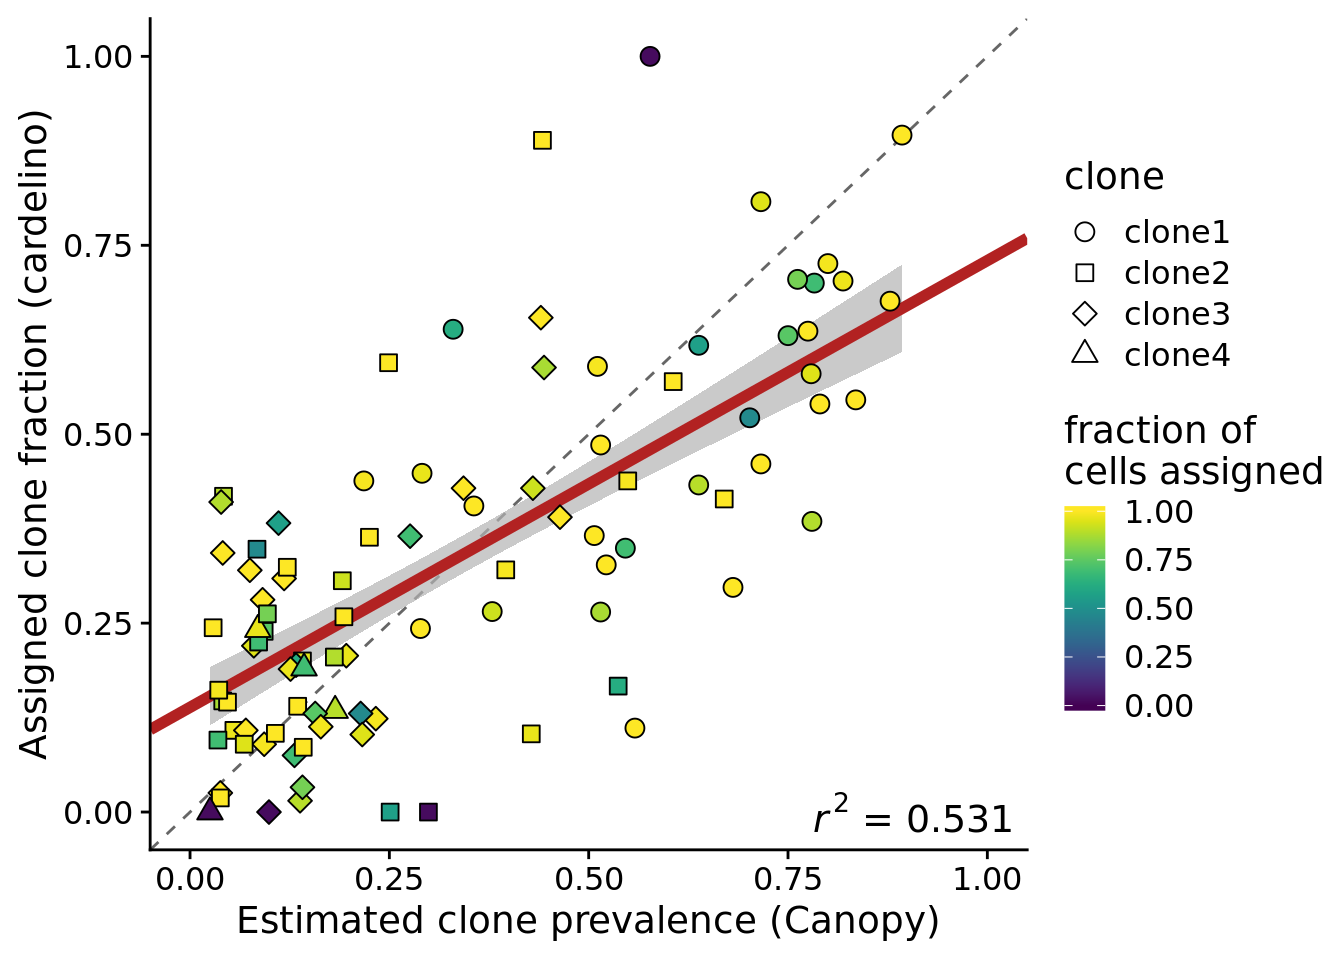 Assigned clone fraction (cardelino)
1.00
0.75
0.50
0.25
0.00
r² = 0.531
0.00 0.25 0.50 0.75 1.00
Estimated clone prevalence (Canopy)
clone
clone1
clone2
clone3
clone4
fraction of
cells assigned
1.00
0.75
0.50
0.25
0.00